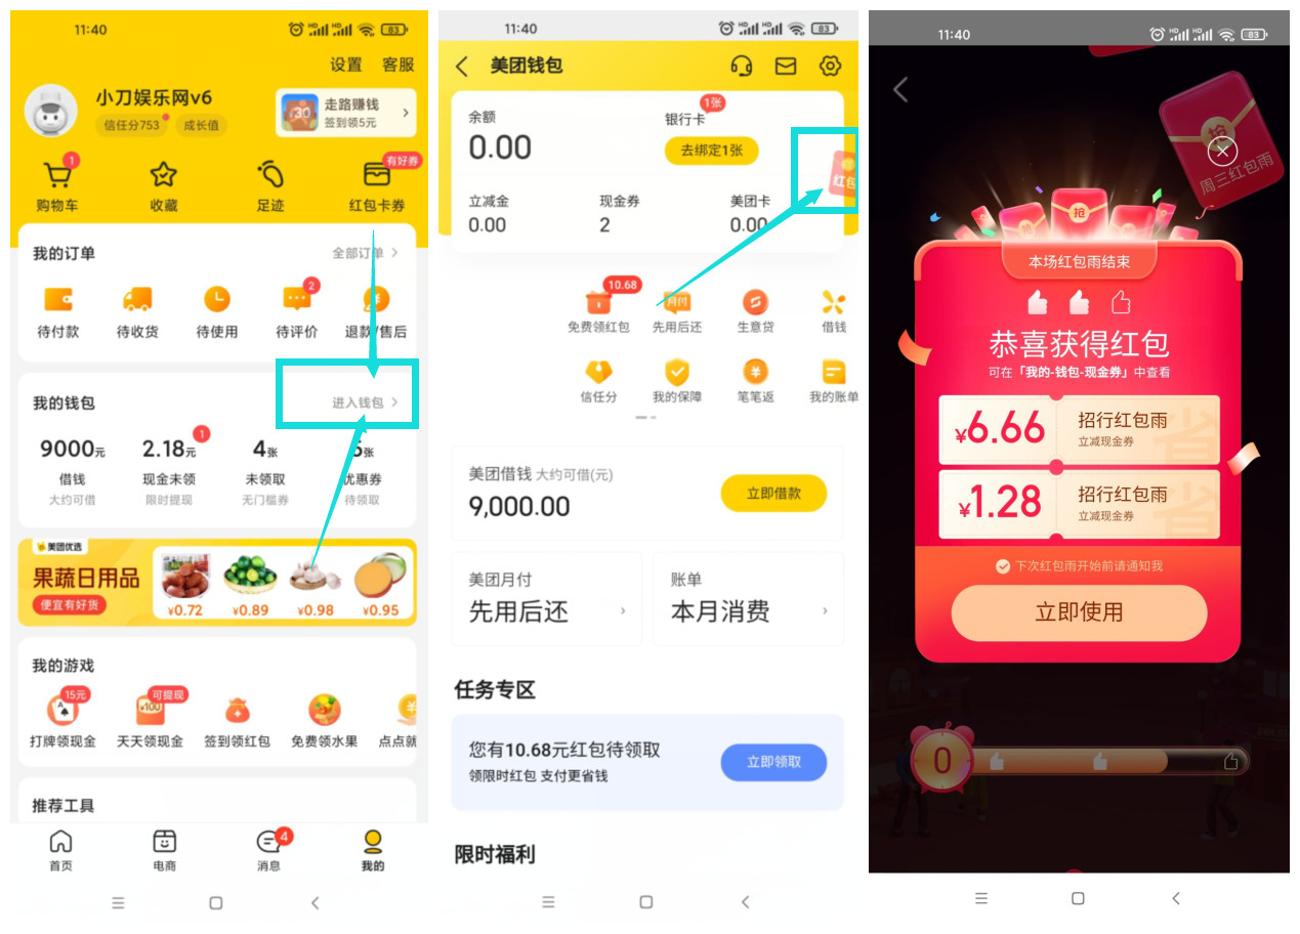 11:40
83
设置 客服
小刀娱乐网v6
信任分753 成长值
30
走路赚钱
签到领5元
1
有好券
购物车 收藏 足迹 红包卡券
我的订单 全部订单
2
待付款 待收货 待使用 待评价 退款/售后
我的钱包 进入钱包
9000元 2.18元 1 4张 5张
借钱 现金未领 未领取 优惠券
大约可借 限时提现 无门槛券 待领取
美团优选
果蔬日用品
便宜有好货
¥0.72 ¥0.89 ¥0.98 ¥0.95
我的游戏
15元 可提现
A ¥100
打牌领现金 天天领现金 签到领红包 免费领水果 点点就
推荐工具
4
首页 电商 消息 我的
11:40
83
美团钱包
余额
0.00
银行卡 1张
去绑定1张
红包
立减金 现金券 美团卡
0.00 2 0.00
10.68
月付
免费领红包 先用后还 生意贷 借钱
信任分 我的保障 笔笔返 我的账单
美团借钱 大约可借(元)
9,000.00
立即借款
美团月付
先用后还
账单
本月消费
任务专区
您有10.68元红包待领取
领限时红包 支付更省钱
立即领取
限时福利
11:40
83
抢
周三红包雨
抢
本场红包雨结束
恭喜获得红包
可在「我的-钱包-现金券」中查看
¥6.66
招行红包雨
立减现金券
省
¥1.28
招行红包雨
立减现金券
省
下次红包雨开始前请通知我
立即使用
0